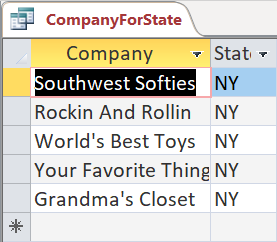 CompanyForState
Company State
Southwest Softies NY
Rockin And Rollin NY
World's Best Toys NY
Your Favorite Thing NY
Grandma's Closet NY